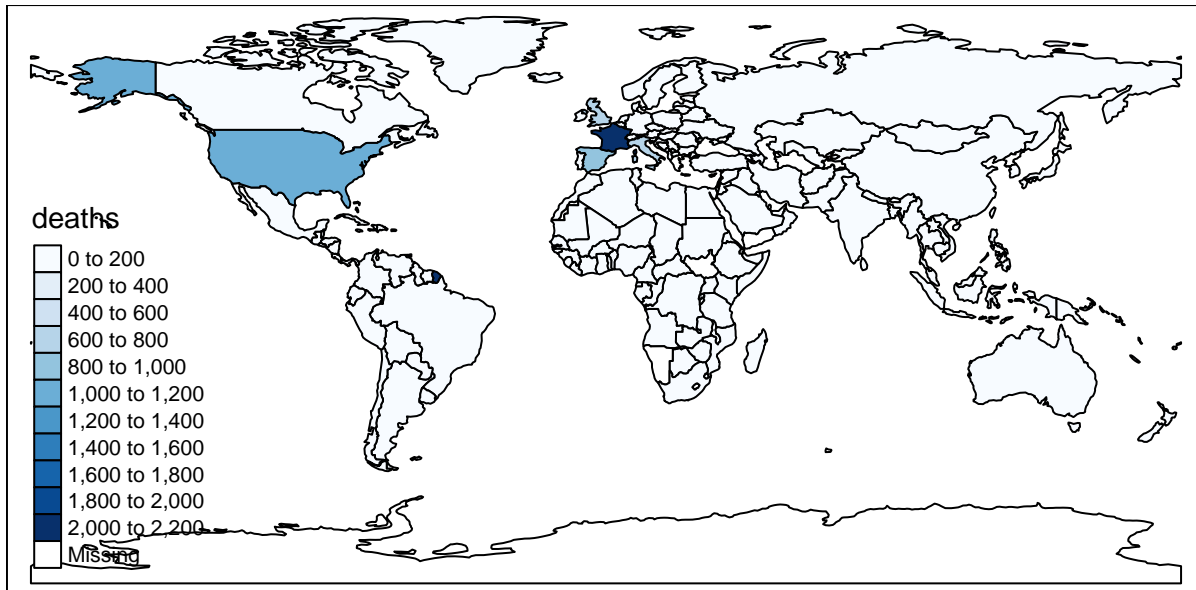 deaths
0 to 200
200 to 400
400 to 600
600 to 800
800 to 1,000
1,000 to 1,200
1,200 to 1,400
1,400 to 1,600
1,600 to 1,800
1,800 to 2,000
2,000 to 2,200
Missing